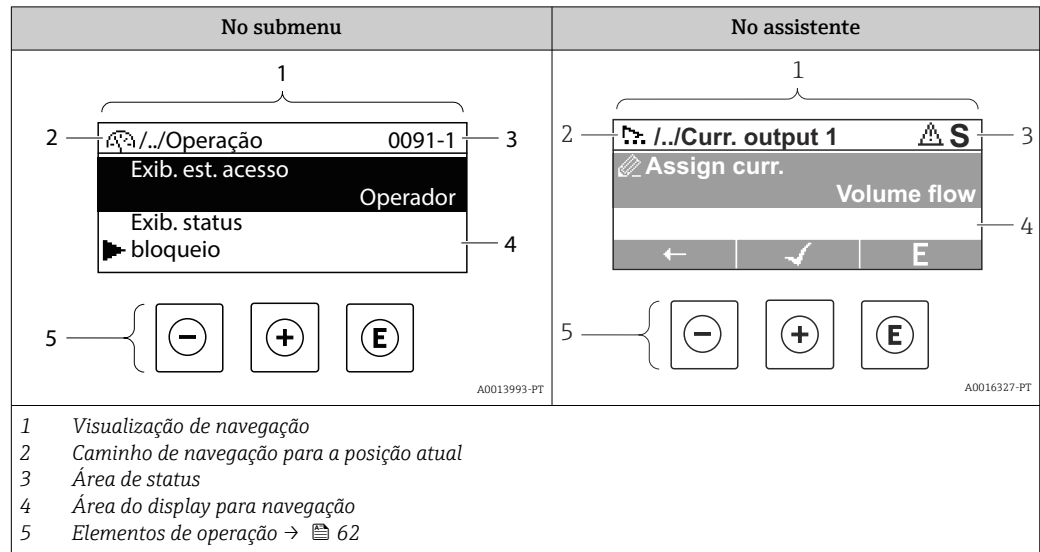 No submenu
No assistente
1
2
/../Operação 0091-1
3
Exib. est. acesso
Operador
Exib. status
bloqueio
4
5
- + E
A0013993-PT
1
2
/../Curr. output 1 S
3
Assign curr.
Volume flow
4
← ✓ E
5
- + E
A0016327-PT
1 Visualização de navegação
2 Caminho de navegação para a posição atual
3 Área de status
4 Área do display para navegação
5 Elementos de operação → 62